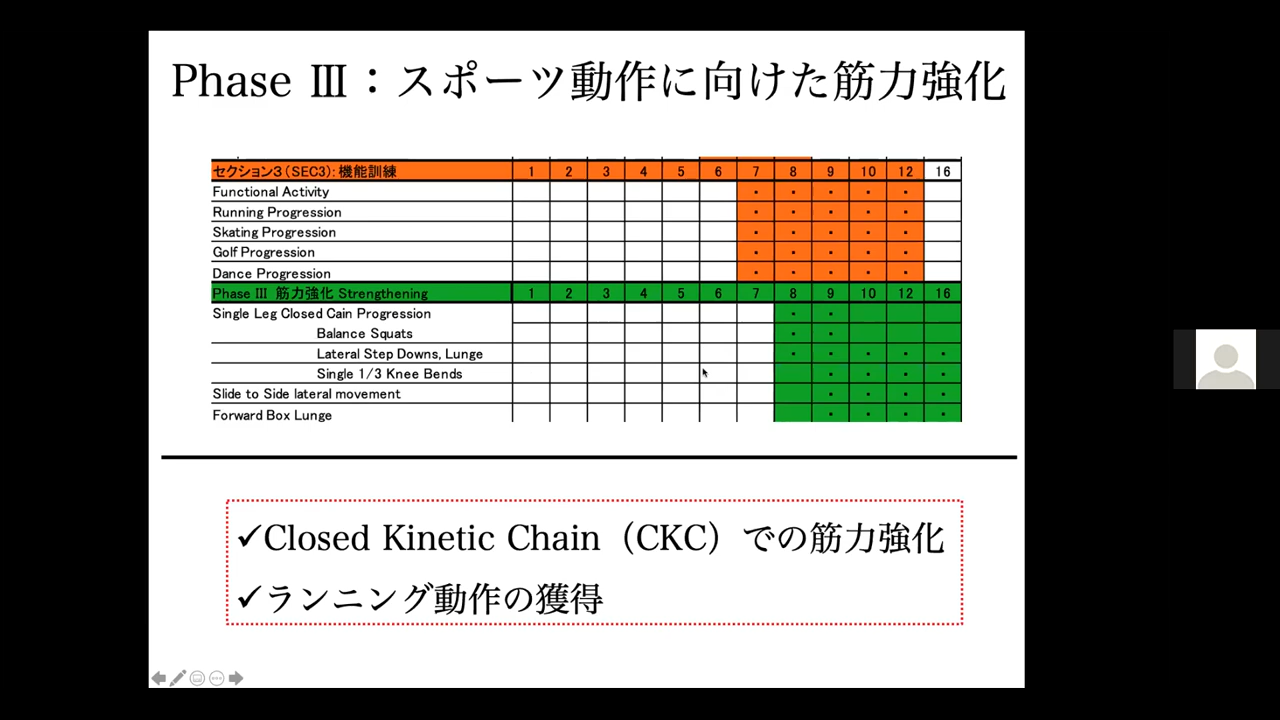 Phase Ⅲ：スポーツ動作に向けた筋力強化
セクション3（SEC3）: 機能訓練 1 2 3 4 5 6 7 8 9 10 12 16
Functional Activity
Running Progression
Skating Progression
Golf Progression
Dance Progression
Phase Ⅲ 筋力強化 Strengthening 1 2 3 4 5 6 7 8 9 10 12 16
Single Leg Closed Cain Progression
Balance Squats
Lateral Step Downs, Lunge
Single 1/3 Knee Bends
Slide to Side lateral movement
Forward Box Lunge
✓Closed Kinetic Chain（CKC）での筋力強化
✓ランニング動作の獲得